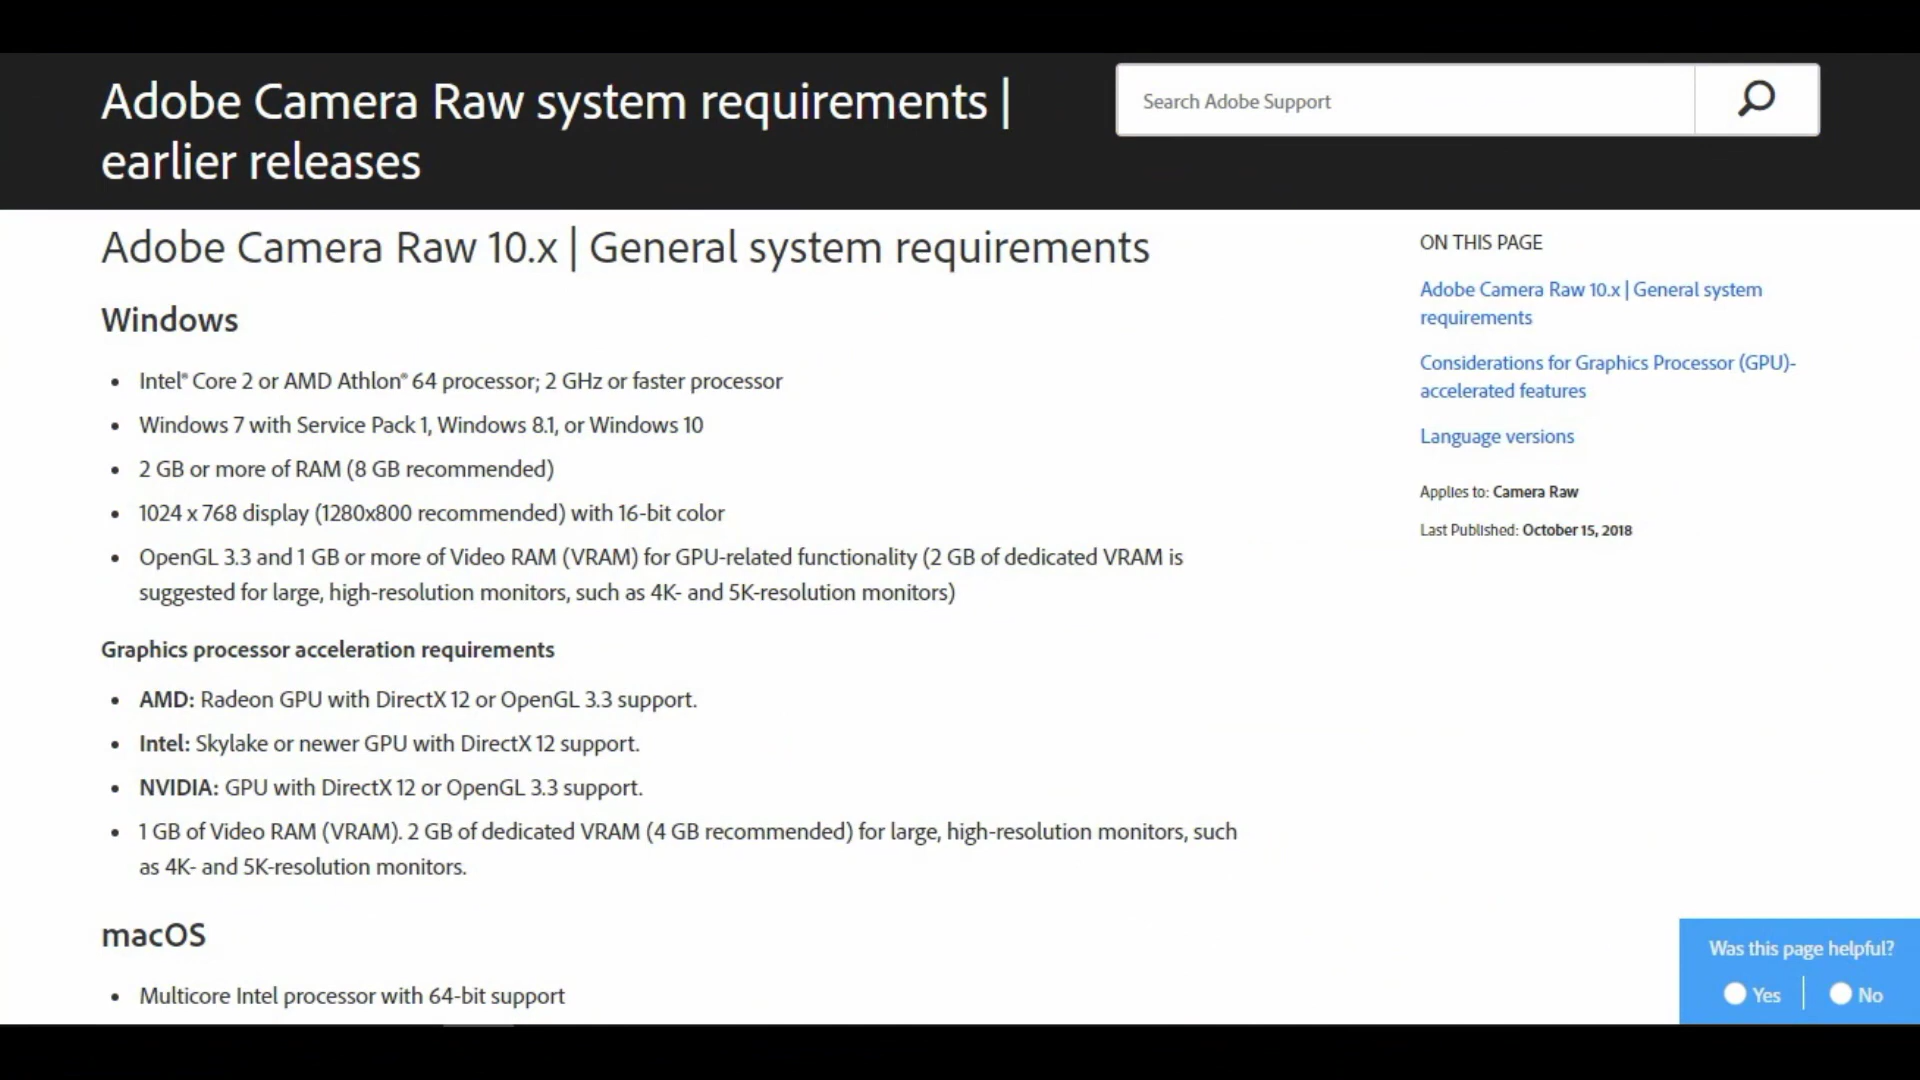 Adobe Camera Raw system requirements |
earlier releases
Search Adobe Support
Adobe Camera Raw 10.x | General system requirements
Windows
• Intel® Core 2 or AMD Athlon® 64 processor; 2 GHz or faster processor
• Windows 7 with Service Pack 1, Windows 8.1, or Windows 10
• 2 GB or more of RAM (8 GB recommended)
• 1024 x 768 display (1280x800 recommended) with 16-bit color
• OpenGL 3.3 and 1 GB or more of Video RAM (VRAM) for GPU-related functionality (2 GB of dedicated VRAM is
suggested for large, high-resolution monitors, such as 4K- and 5K-resolution monitors)
Graphics processor acceleration requirements
• AMD: Radeon GPU with DirectX 12 or OpenGL 3.3 support.
• Intel: Skylake or newer GPU with DirectX 12 support.
• NVIDIA: GPU with DirectX 12 or OpenGL 3.3 support.
• 1 GB of Video RAM (VRAM). 2 GB of dedicated VRAM (4 GB recommended) for large, high-resolution monitors, such
as 4K- and 5K-resolution monitors.
macOS
• Multicore Intel processor with 64-bit support
ON THIS PAGE
Adobe Camera Raw 10.x | General system
requirements
Considerations for Graphics Processor (GPU)-
accelerated features
Language versions
Applies to: Camera Raw
Last Published: October 15, 2018
Was this page helpful?
Yes | No